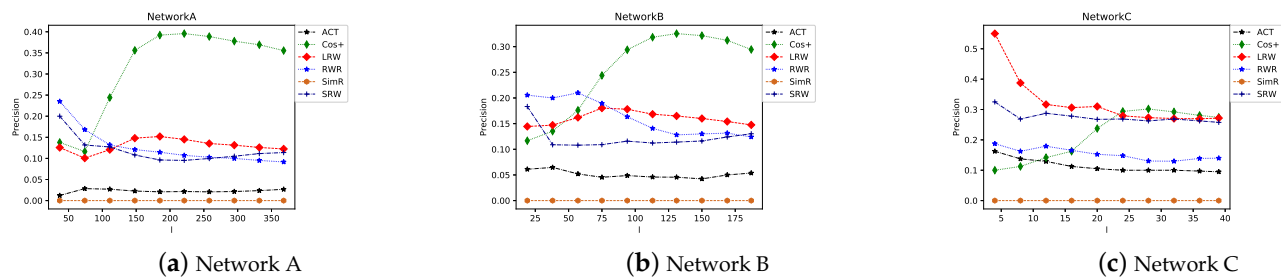 NetworkA
Precision
0.40
0.35
0.30
0.25
0.20
0.15
0.10
0.05
0.00
50 100 150 200 250 300 350
l
ACT
Cos+
LRW
RWR
SimR
SRW
(a) Network A
NetworkB
Precision
0.30
0.25
0.20
0.15
0.10
0.05
0.00
25 50 75 100 125 150 175
l
ACT
Cos+
LRW
RWR
SimR
SRW
(b) Network B
NetworkC
Precision
0.5
0.4
0.3
0.2
0.1
0.0
5 10 15 20 25 30 35 40
l
ACT
Cos+
LRW
RWR
SimR
SRW
(c) Network C